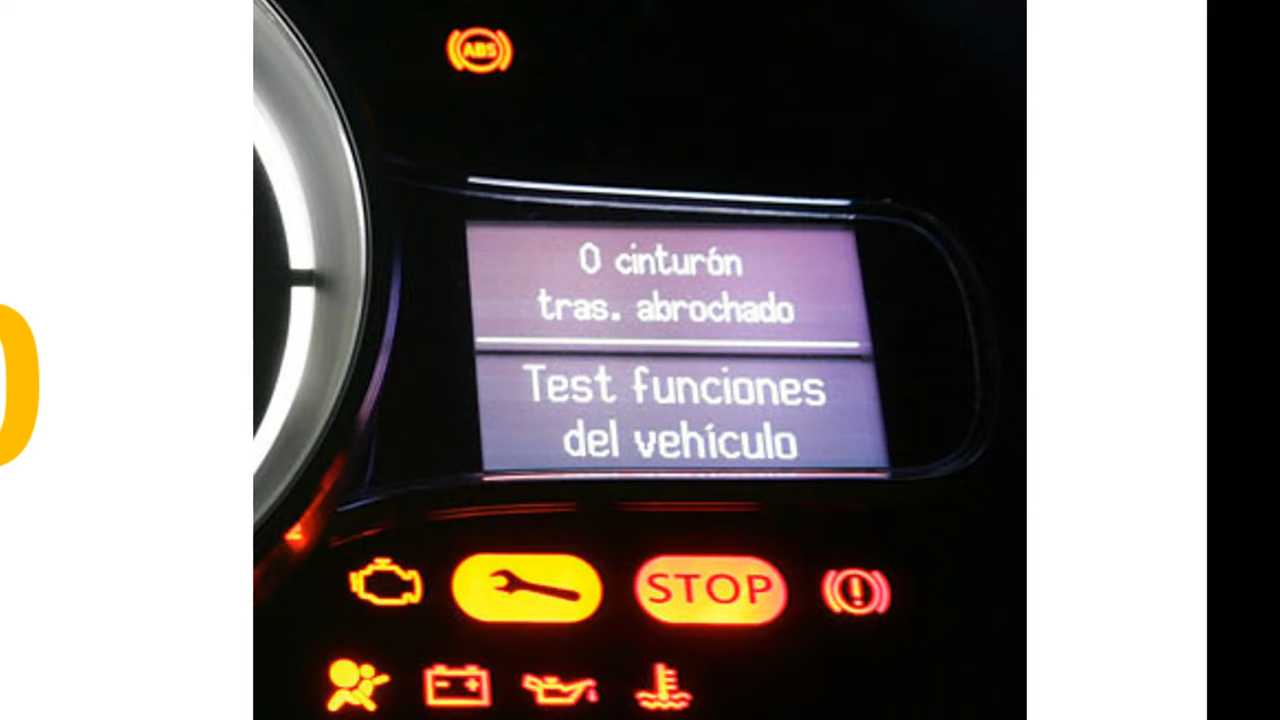 ABS
0 cinturón
tras. abrochado
Test funciones
del vehículo
STOP